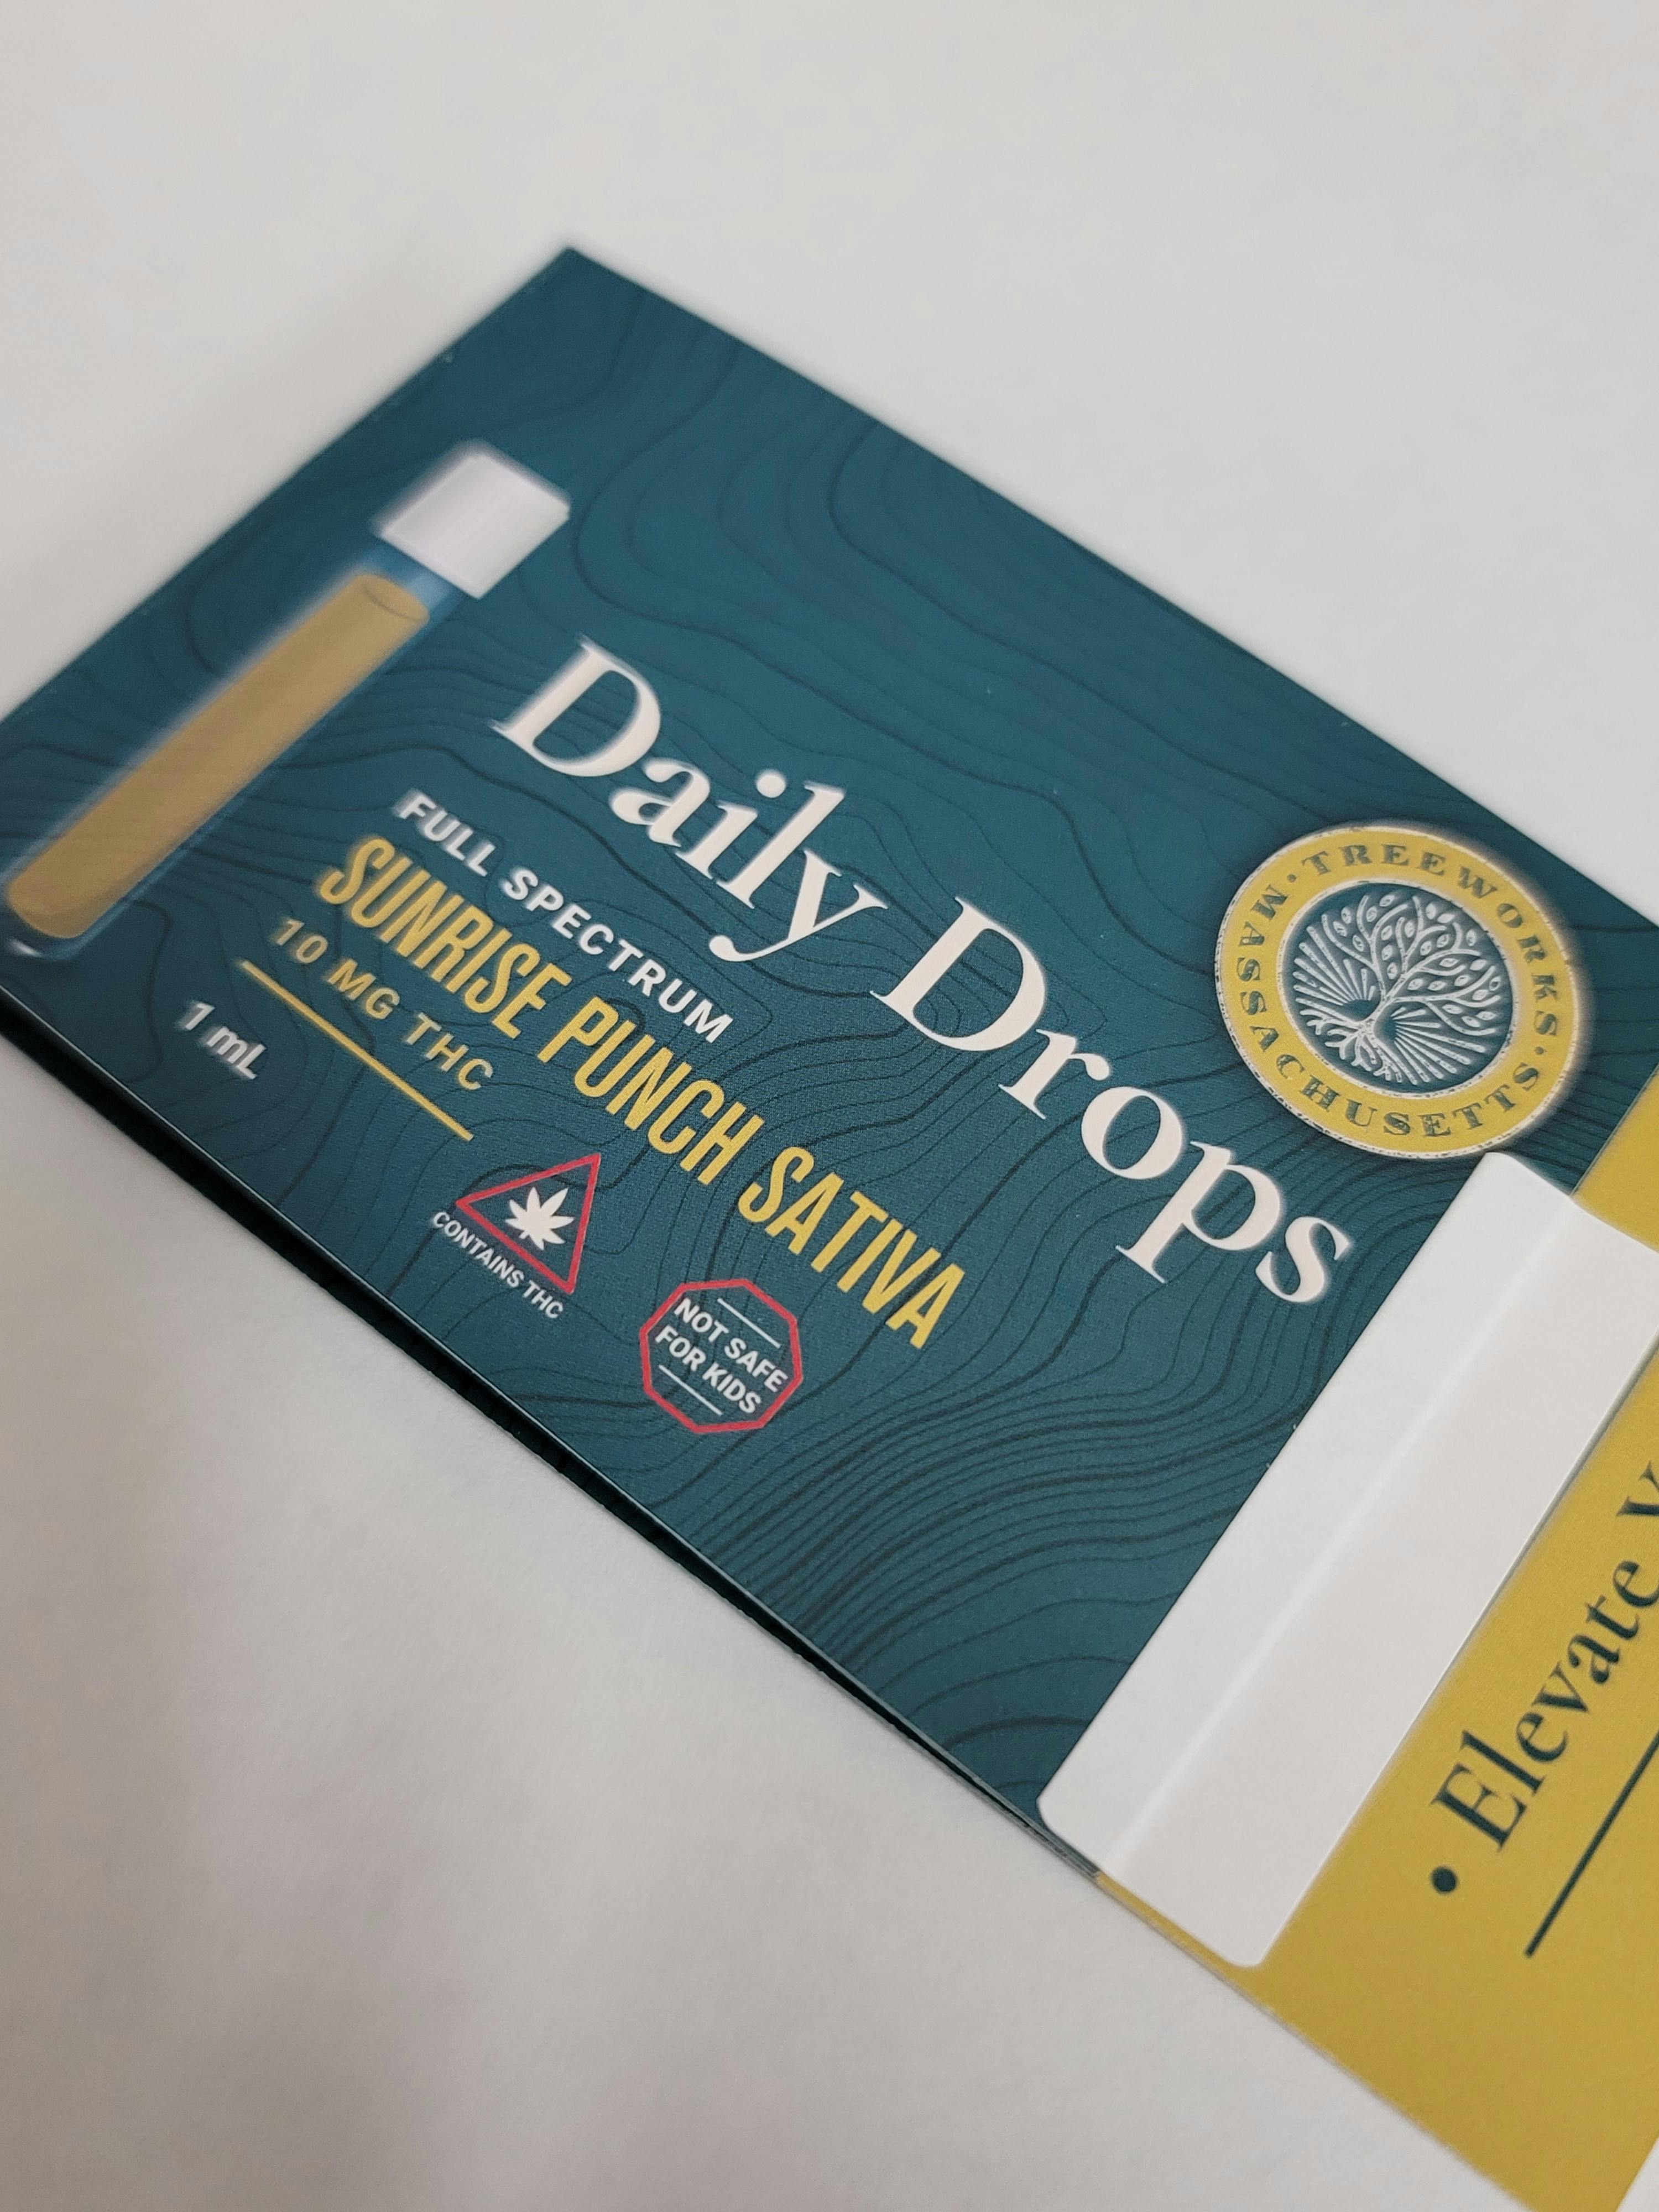 TREEWORKS · MASSACHUSETTS ·
Daily Drops
FULL SPECTRUM
SUNRISE PUNCH SATIVA
10 MG THC
1 mL
CONTAINS THC
NOT SAFE
FOR KIDS
• Elevate